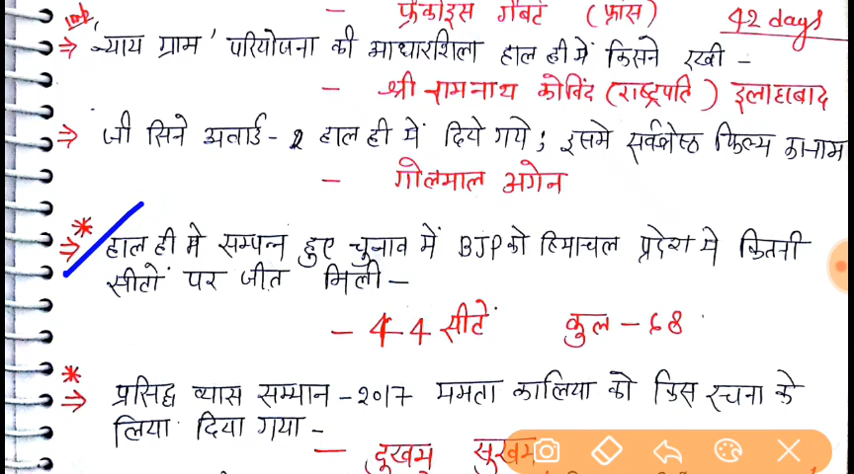 - फ्रैंकोइस गैबर्ट (फ्रांस) 42 days
Imp
⇒ 'न्याय ग्राम' परियोजना की आधारशिला हाल ही में किसने रखी -
- श्री रामनाथ कोविंद (राष्ट्रपति) इलाहाबाद
⇒ जी सिने अवार्ड - 2 हाल ही में दिये गये; इसमे सर्वश्रेष्ठ फिल्म का नाम
- गोलमाल अगेन
* ⇒ हाल ही मे सम्पन्न हुए चुनाव में BJP को हिमाचल प्रदेश मे कितनी
सीटों पर जीत मिली -
- 44 सीटें कुल - 68
* ⇒ प्रसिद्ध व्यास सम्मान - 2017 ममता कालिया को किस रचना के
लिया दिया गया -
- दुखम् सुखम